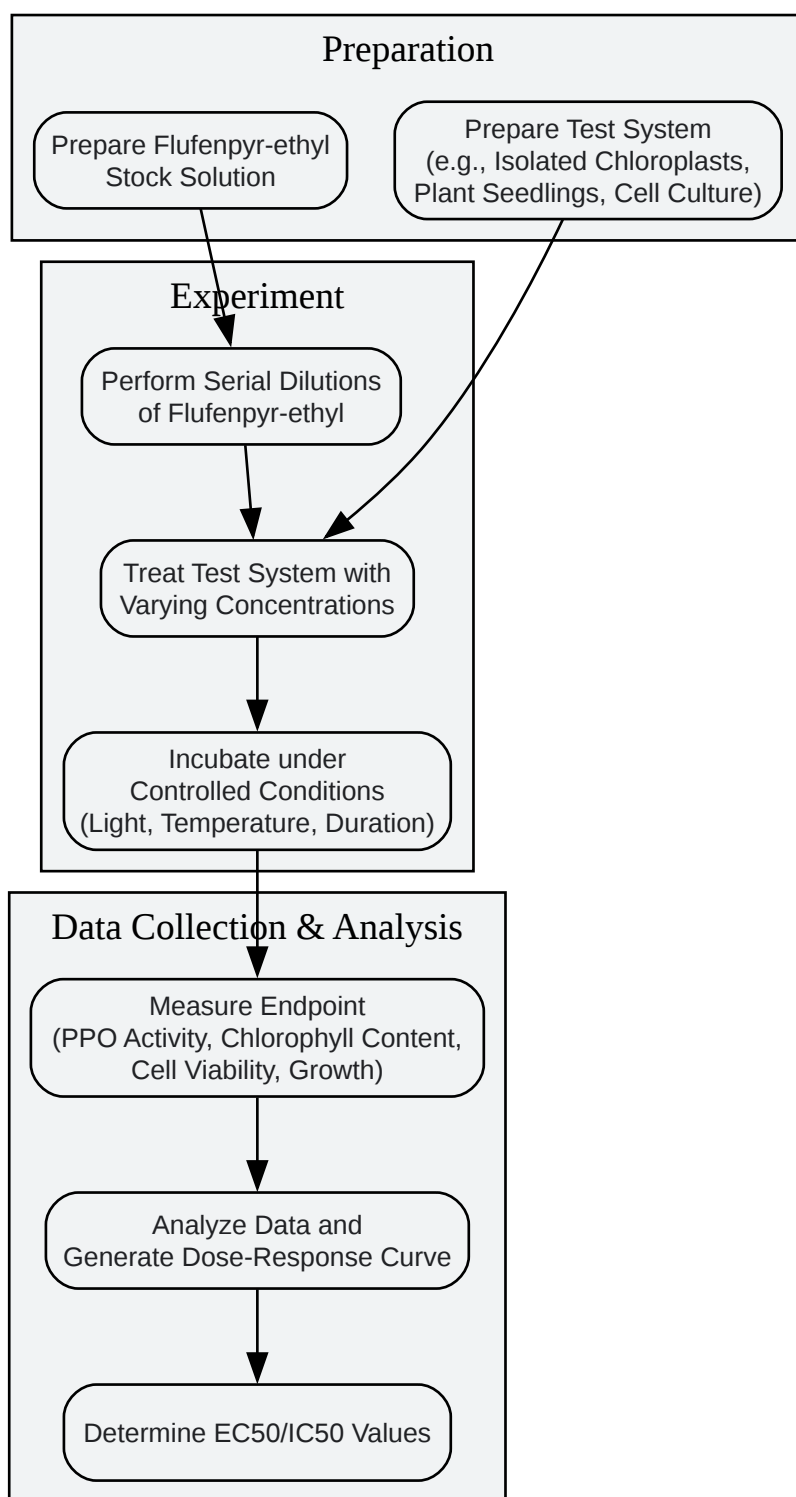 Preparation
Prepare Flufenpyr-ethyl
Stock Solution
Prepare Test System
(e.g., Isolated Chloroplasts,
Plant Seedlings, Cell Culture)
Experiment
Perform Serial Dilutions
of Flufenpyr-ethyl
Treat Test System with
Varying Concentrations
Incubate under
Controlled Conditions
(Light, Temperature, Duration)
Data Collection & Analysis
Measure Endpoint
(PPO Activity, Chlorophyll Content,
Cell Viability, Growth)
Analyze Data and
Generate Dose-Response Curve
Determine EC50/IC50 Values